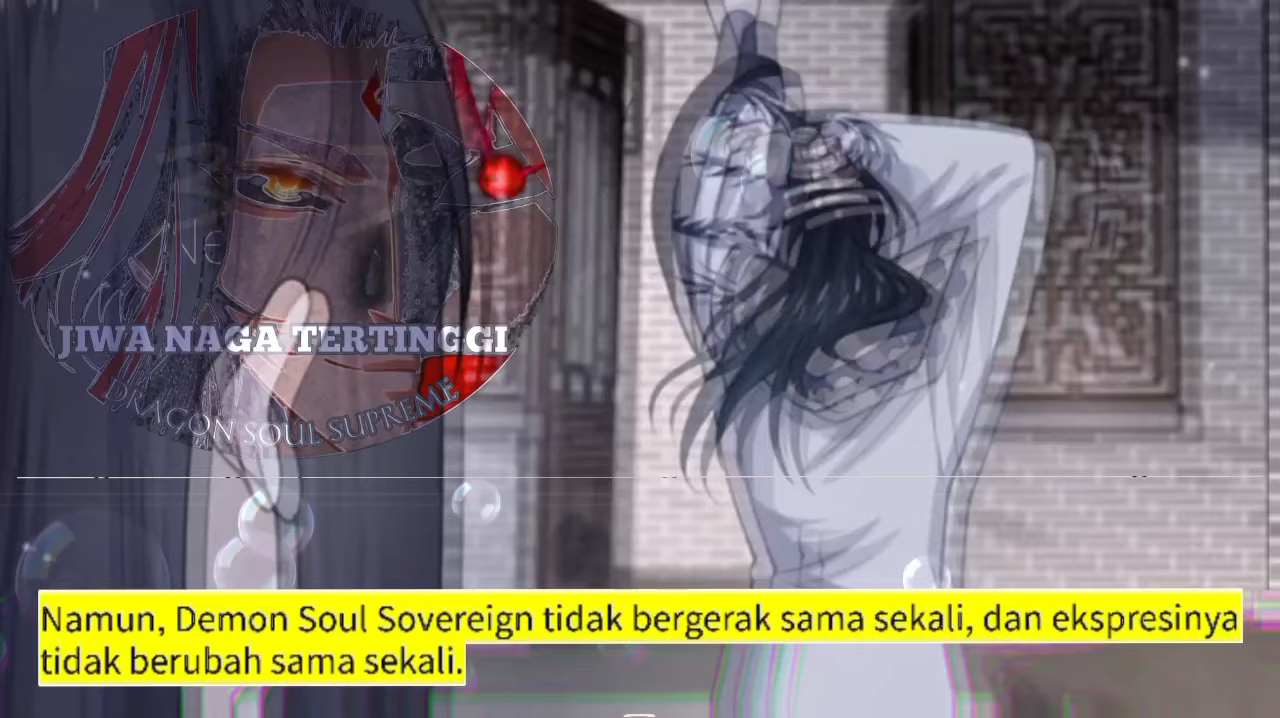 JIWA NAGA TERTINGGI
DRAGON SOUL SUPREME
Namun, Demon Soul Sovereign tidak bergerak sama sekali, dan ekspresinya
tidak berubah sama sekali.